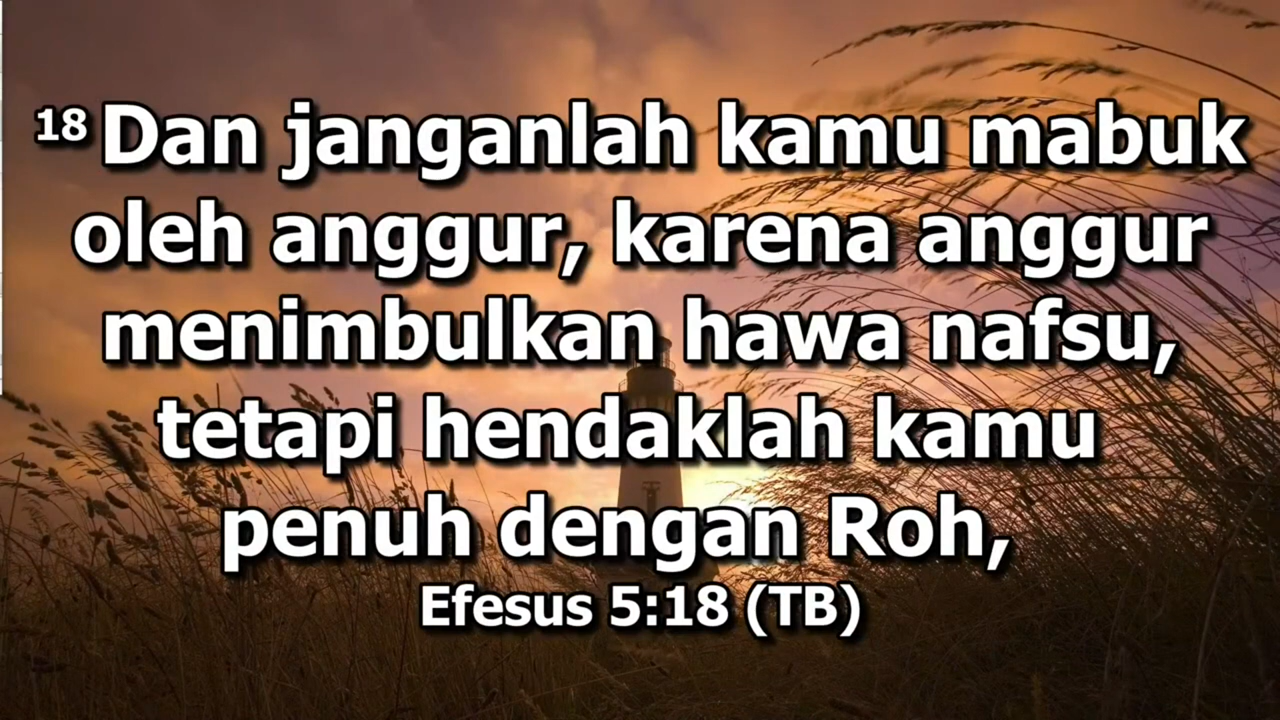 18 Dan janganlah kamu mabuk
oleh anggur, karena anggur
menimbulkan hawa nafsu,
tetapi hendaklah kamu
penuh dengan Roh,
Efesus 5:18 (TB)